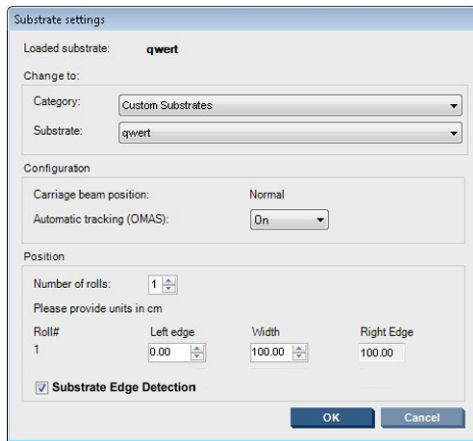 Substrate settings
Loaded substrate: qwert
Change to:
Category: Custom Substrates
Substrate: qwert
Configuration
Carriage beam position: Normal
Automatic tracking (OMAS): On
Position
Number of rolls: 1
Please provide units in cm
Roll# Left edge Width Right Edge
1 0.00 100.00 100.00
Substrate Edge Detection
OK Cancel